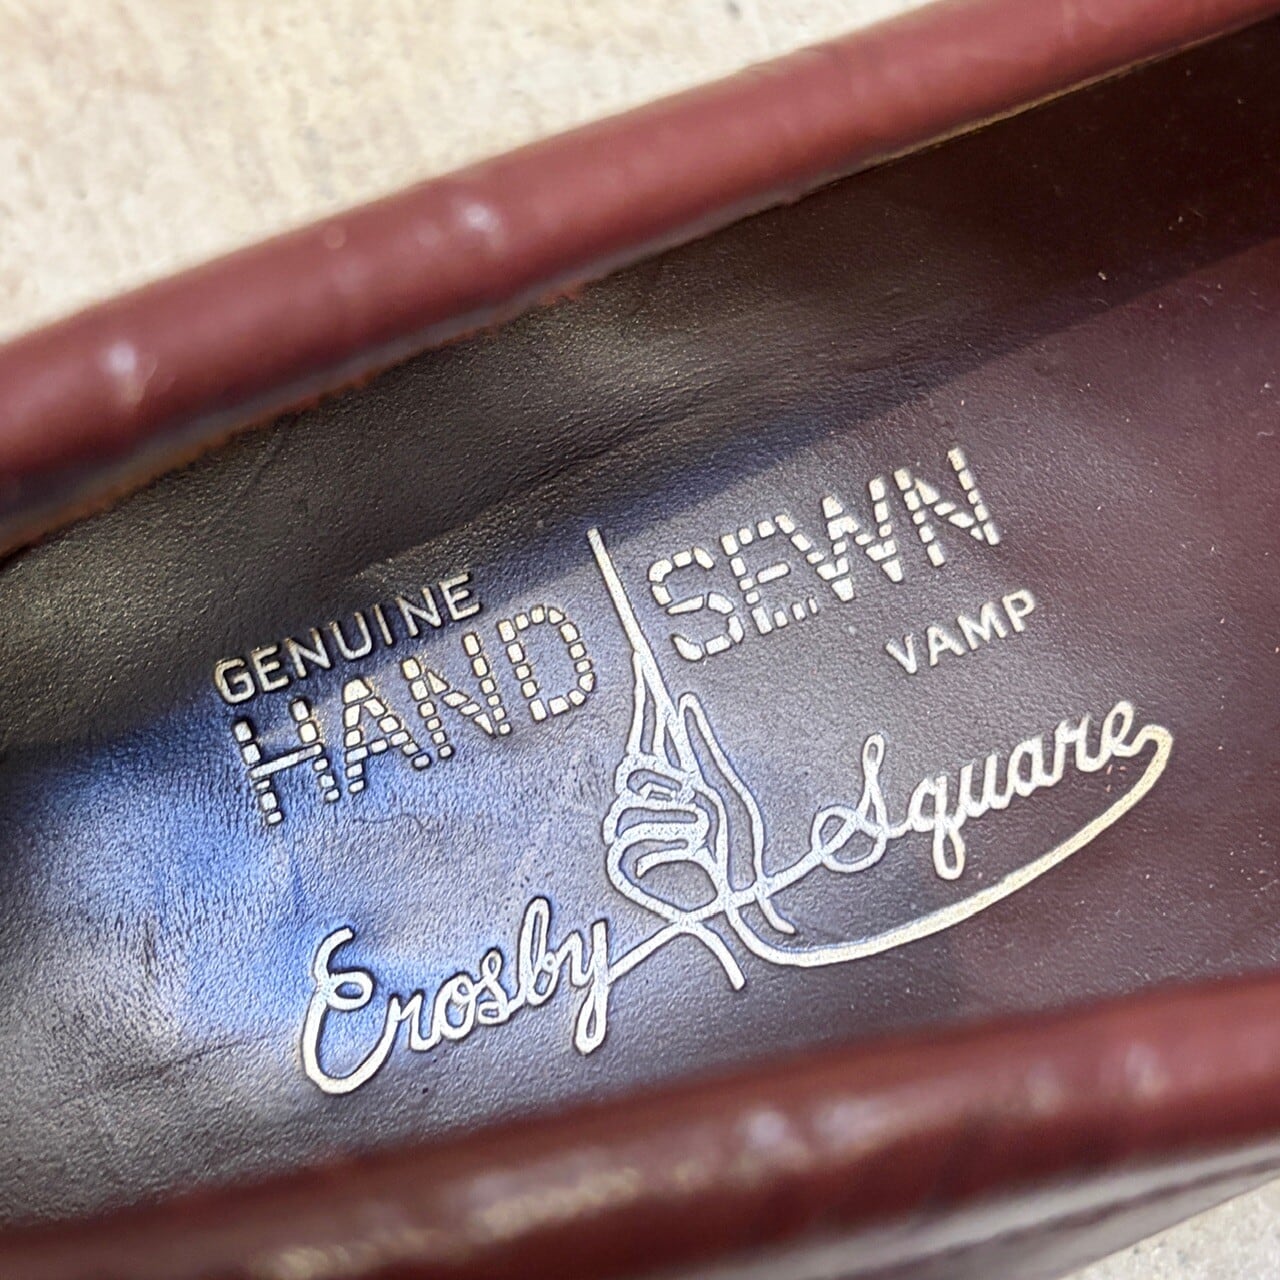 GENUINE
HAND SEWN
VAMP
Crosby Square